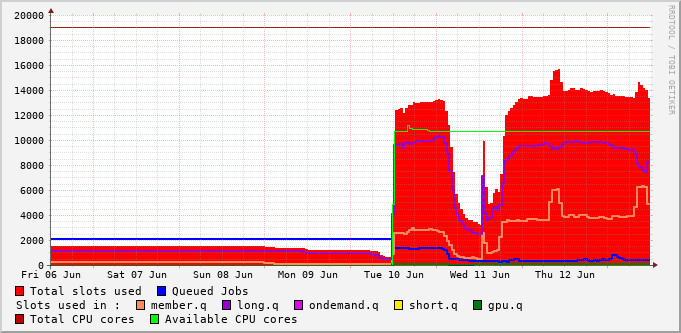 20000
18000
16000
14000
12000
10000
8000
6000
4000
2000
0
Fri 06 Jun Sat 07 Jun Sun 08 Jun Mon 09 Jun Tue 10 Jun Wed 11 Jun Thu 12 Jun
Total slots used Queued Jobs
Slots used in : member.q long.q ondemand.q short.q gpu.q
Total CPU cores Available CPU cores
RRDTOOL / TOBI OETIKER